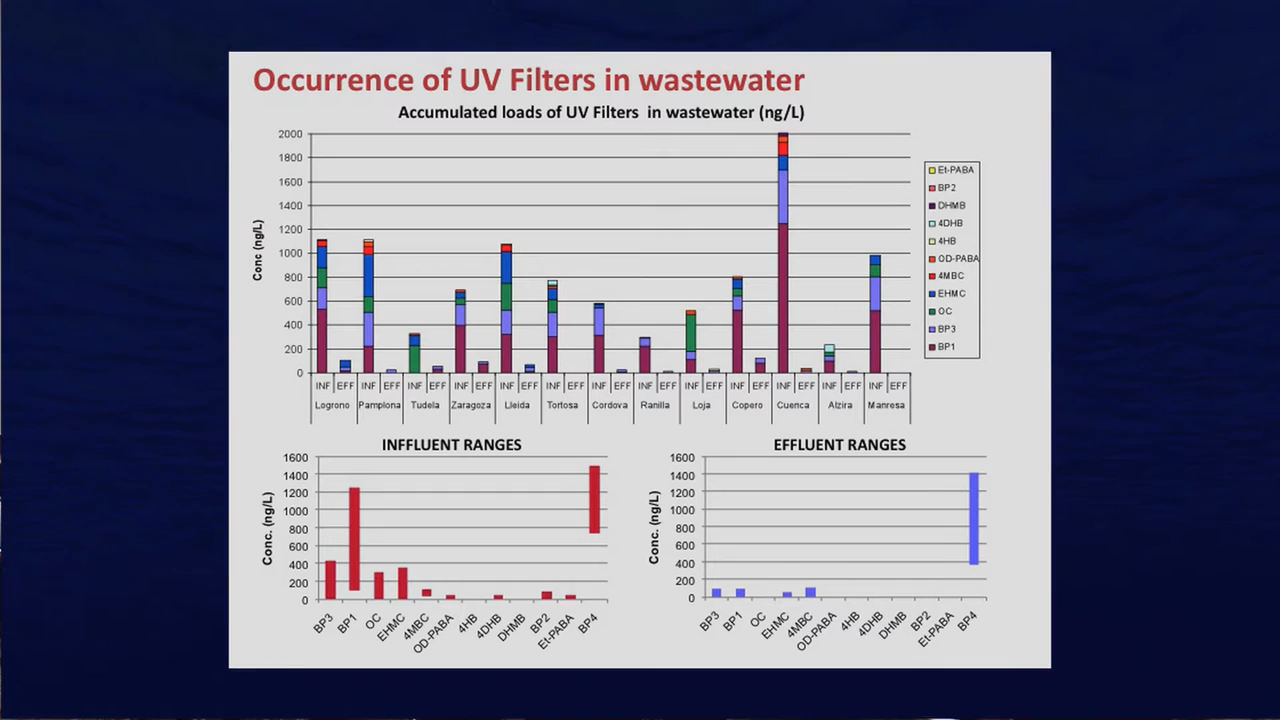 Occurrence of UV Filters in wastewater
Accumulated loads of UV Filters in wastewater (ng/L)
Conc (ng/L)
2000
1800
1600
1400
1200
1000
800
600
400
200
0
INF EFF INF EFF INF EFF INF EFF INF EFF INF EFF INF EFF INF EFF INF EFF INF EFF INF EFF INF EFF INF EFF
Logrono Pamplona Tudela Zaragoza Lleida Tortosa Cordova Ranilla Loja Copero Cuenca Alzira Manresa
Et-PABA
BP2
DHMB
4DHB
4HB
OD-PABA
4MBC
EHMC
OC
BP3
BP1
INFFLUENT RANGES
Conc. (ng/L)
1600
1400
1200
1000
800
600
400
200
0
BP3 BP1 OC EHMC 4MBC OD-PABA 4HB 4DHB DHMB BP2 Et-PABA BP4
EFFLUENT RANGES
Conc. (ng/L)
1600
1400
1200
1000
800
600
400
200
0
BP3 BP1 OC EHMC 4MBC OD-PABA 4HB 4DHB DHMB BP2 Et-PABA BP4